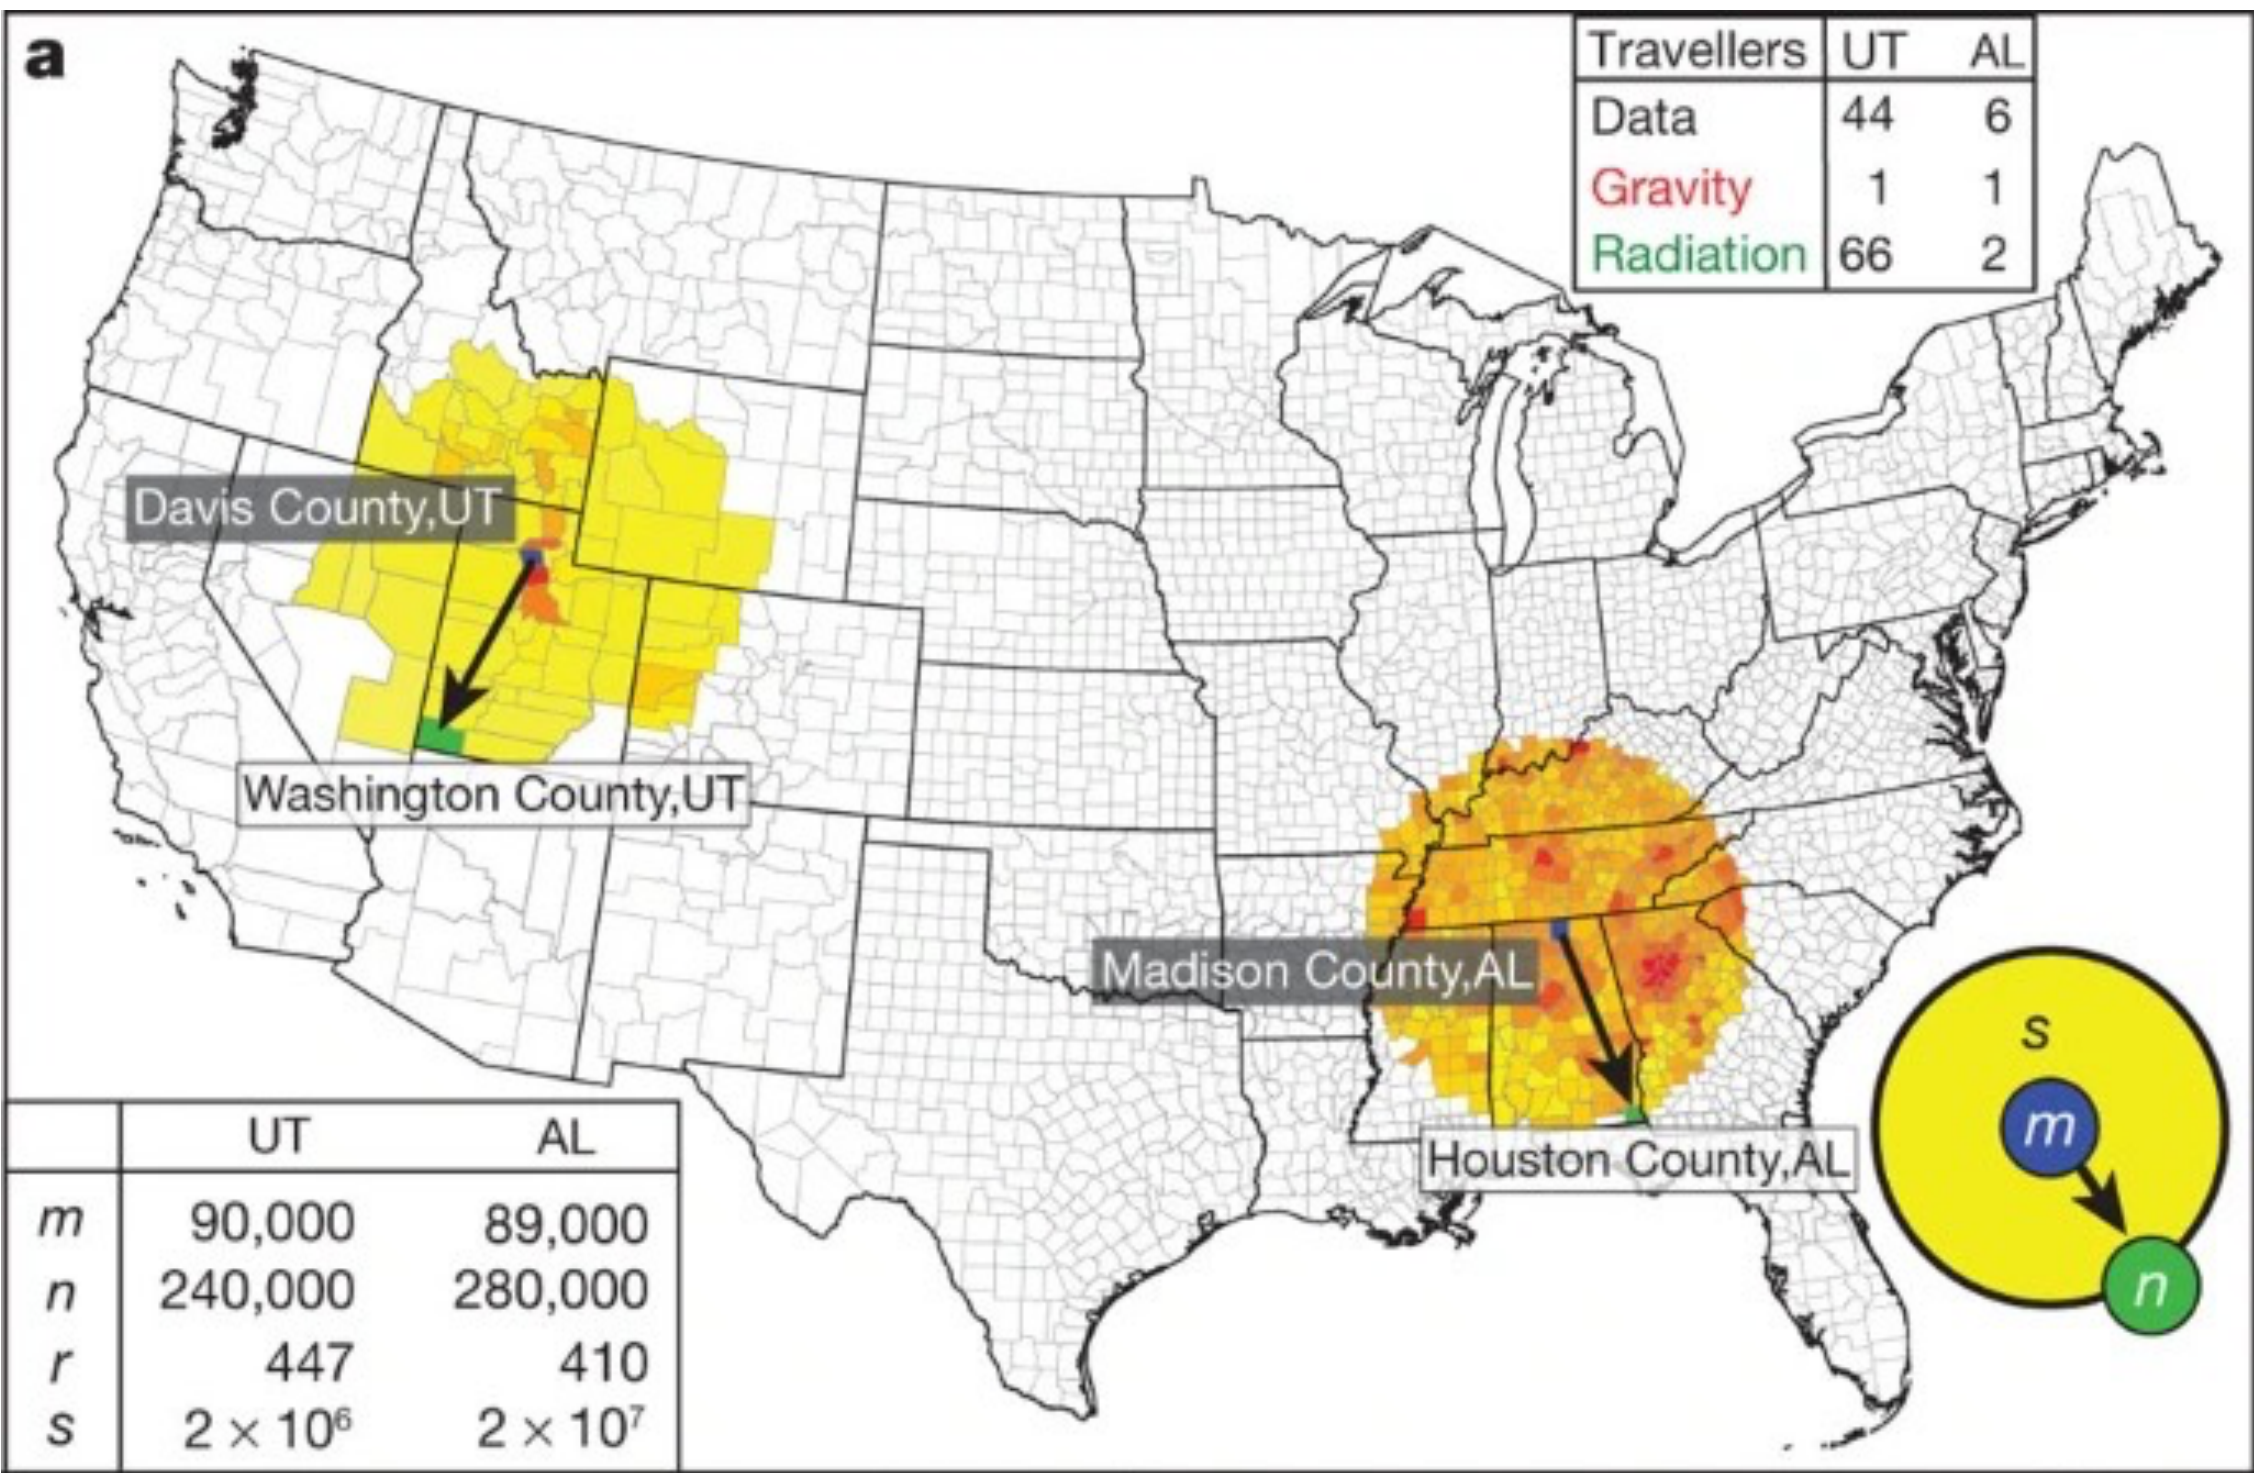 a
Travellers UT AL
Data 44 6
Gravity 1 1
Radiation 66 2
Davis County,UT
Washington County,UT
Madison County,AL
Houston County,AL
s
m
n
UT AL
m 90,000 89,000
n 240,000 280,000
r 447 410
s 2 × 10⁶ 2 × 10⁷